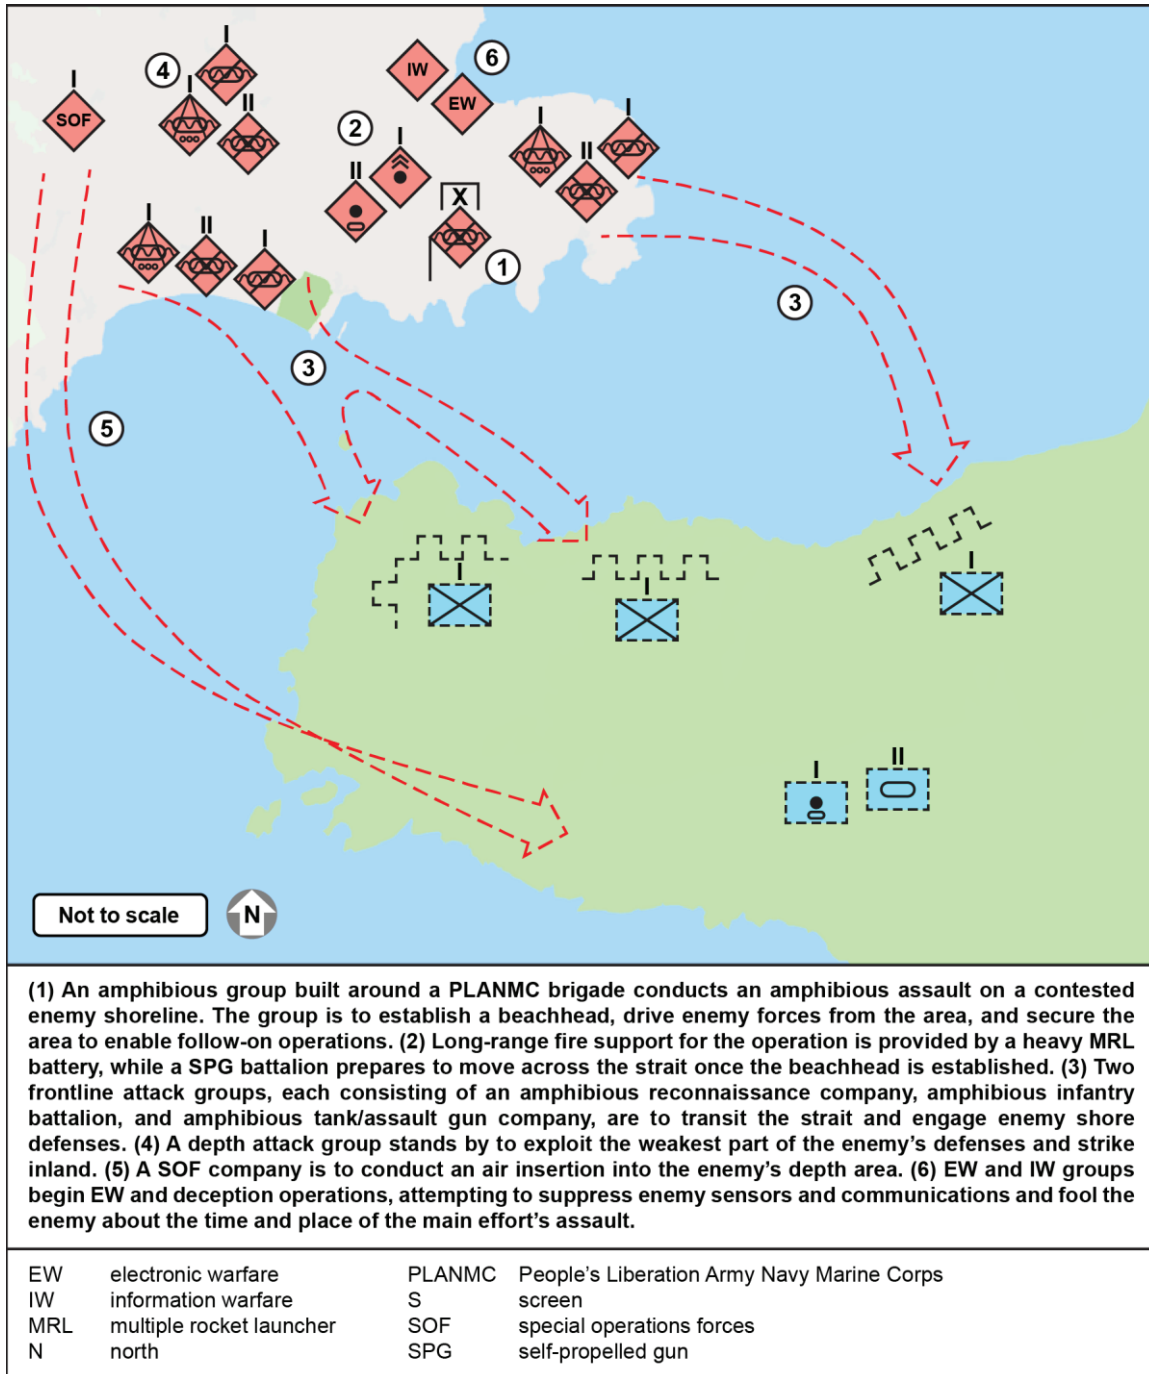 I
4
I
SOF
I
II
IW
6
EW
2
I
II
I
II
I
X
1
I
II
I
3
3
5
I
I
I
I
II
Not to scale
N
(1) An amphibious group built around a PLANMC brigade conducts an amphibious assault on a contested
enemy shoreline. The group is to establish a beachhead, drive enemy forces from the area, and secure the
area to enable follow-on operations. (2) Long-range fire support for the operation is provided by a heavy MRL
battery, while a SPG battalion prepares to move across the strait once the beachhead is established. (3) Two
frontline attack groups, each consisting of an amphibious reconnaissance company, amphibious infantry
battalion, and amphibious tank/assault gun company, are to transit the strait and engage enemy shore
defenses. (4) A depth attack group stands by to exploit the weakest part of the enemy's defenses and strike
inland. (5) A SOF company is to conduct an air insertion into the enemy's depth area. (6) EW and IW groups
begin EW and deception operations, attempting to suppress enemy sensors and communications and fool the
enemy about the time and place of the main effort's assault.
EW electronic warfare PLANMC People's Liberation Army Navy Marine Corps
IW information warfare S screen
MRL multiple rocket launcher SOF special operations forces
N north SPG self-propelled gun